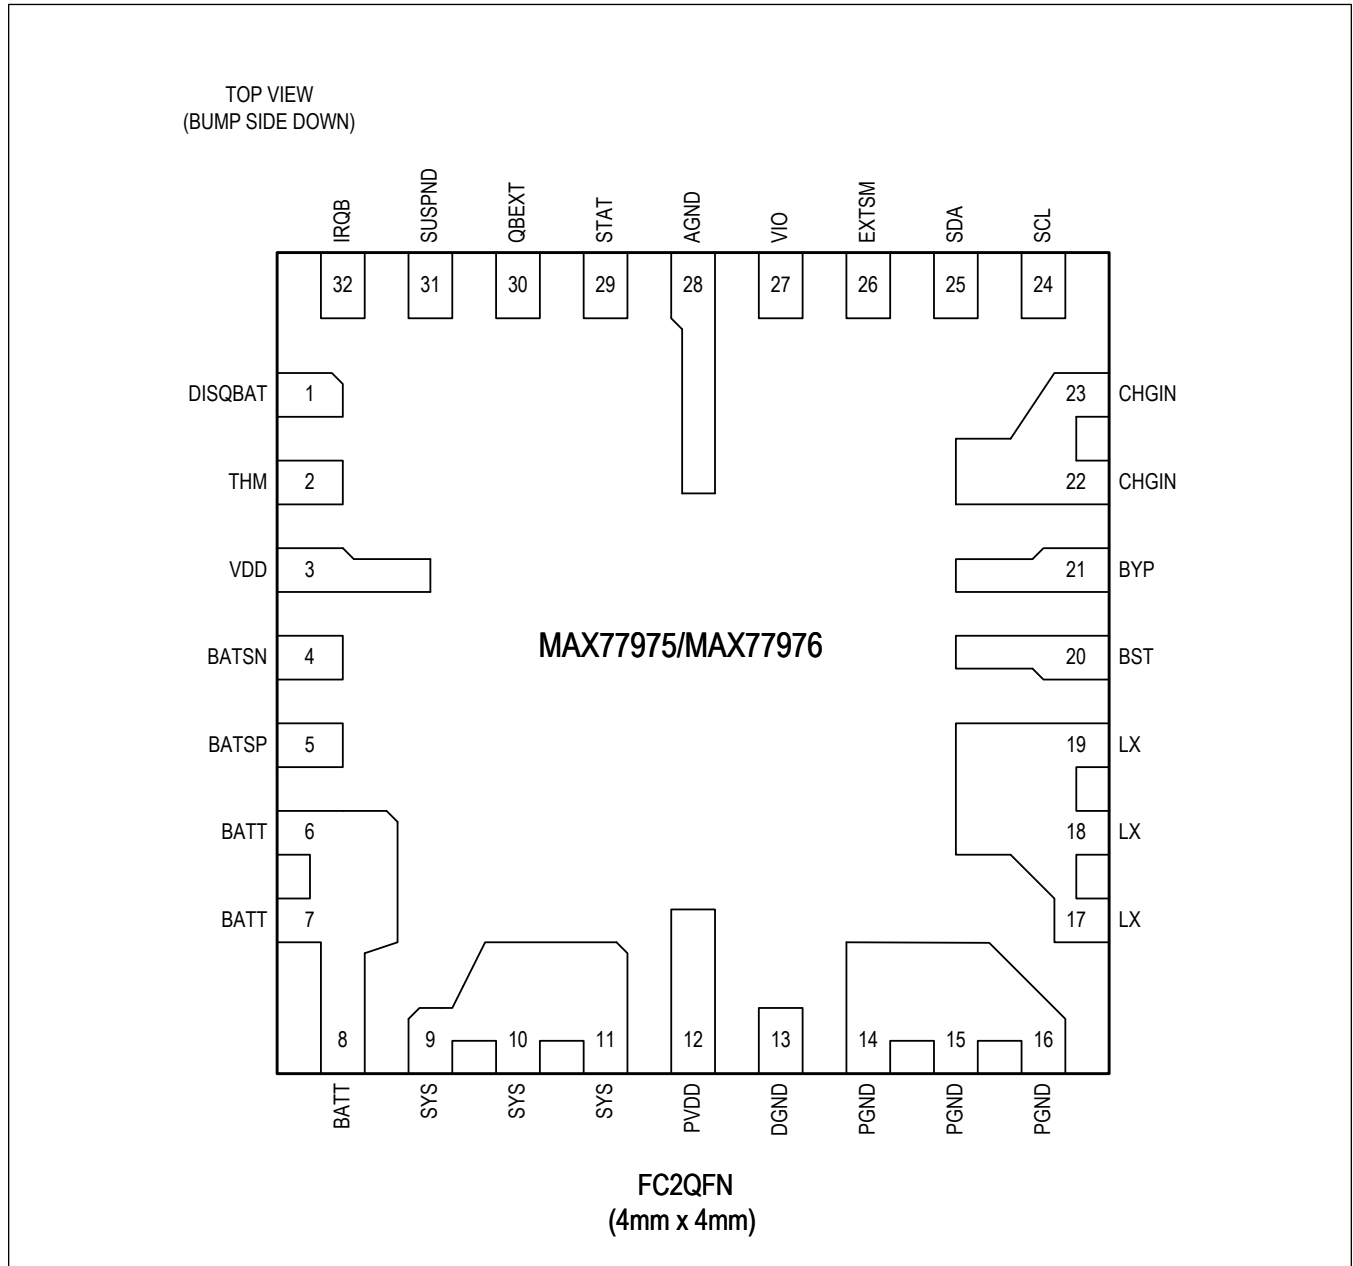 TOP VIEW
(BUMP SIDE DOWN)
IRQB
SUSPND
QBEXT
STAT
AGND
VIO
EXTSM
SDA
SCL
32
31
30
29
28
27
26
25
24
DISQBAT 1
23 CHGIN
THM 2
22 CHGIN
VDD 3
21 BYP
BATSN 4
20 BST
MAX77975/MAX77976
BATSP 5
19 LX
BATT 6
18 LX
BATT 7
17 LX
8
9
10
11
12
13
14
15
16
BATT
SYS
SYS
SYS
PVDD
DGND
PGND
PGND
PGND
FC2QFN
(4mm x 4mm)